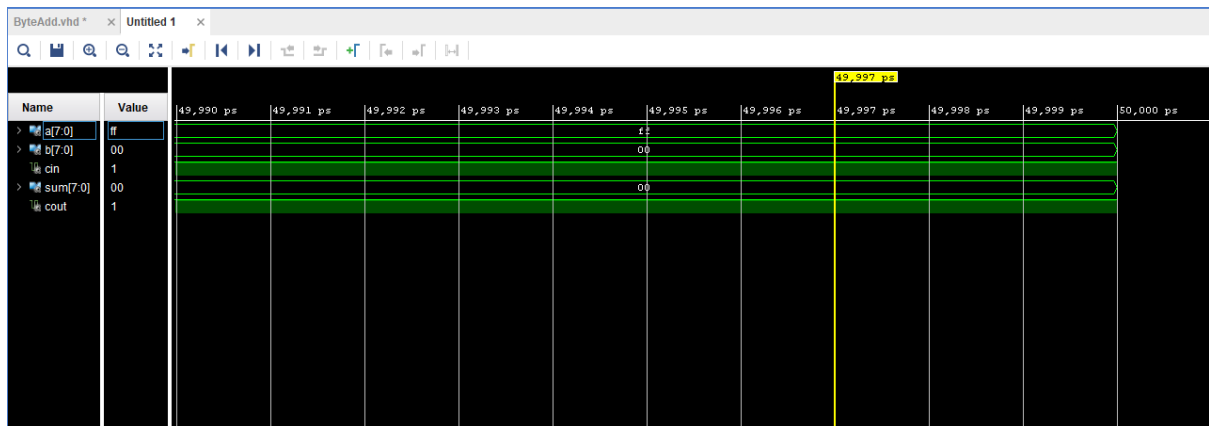 ByteAdd.vhd * × Untitled 1 ×
49,997 ps
Name Value 49,990 ps 49,991 ps 49,992 ps 49,993 ps 49,994 ps 49,995 ps 49,996 ps 49,997 ps 49,998 ps 49,999 ps 50,000 ps
> a[7:0] ff ff
> b[7:0] 00 00
cin 1
> sum[7:0] 00 00
cout 1